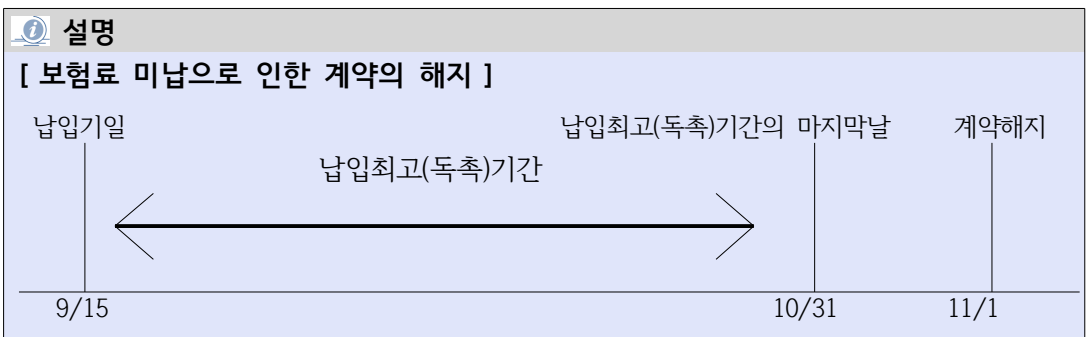 설명
[ 보험료 미납으로 인한 계약의 해지 ]
납입기일 납입최고(독촉)기간의 마지막날 계약해지
납입최고(독촉)기간
9/15 10/31 11/1